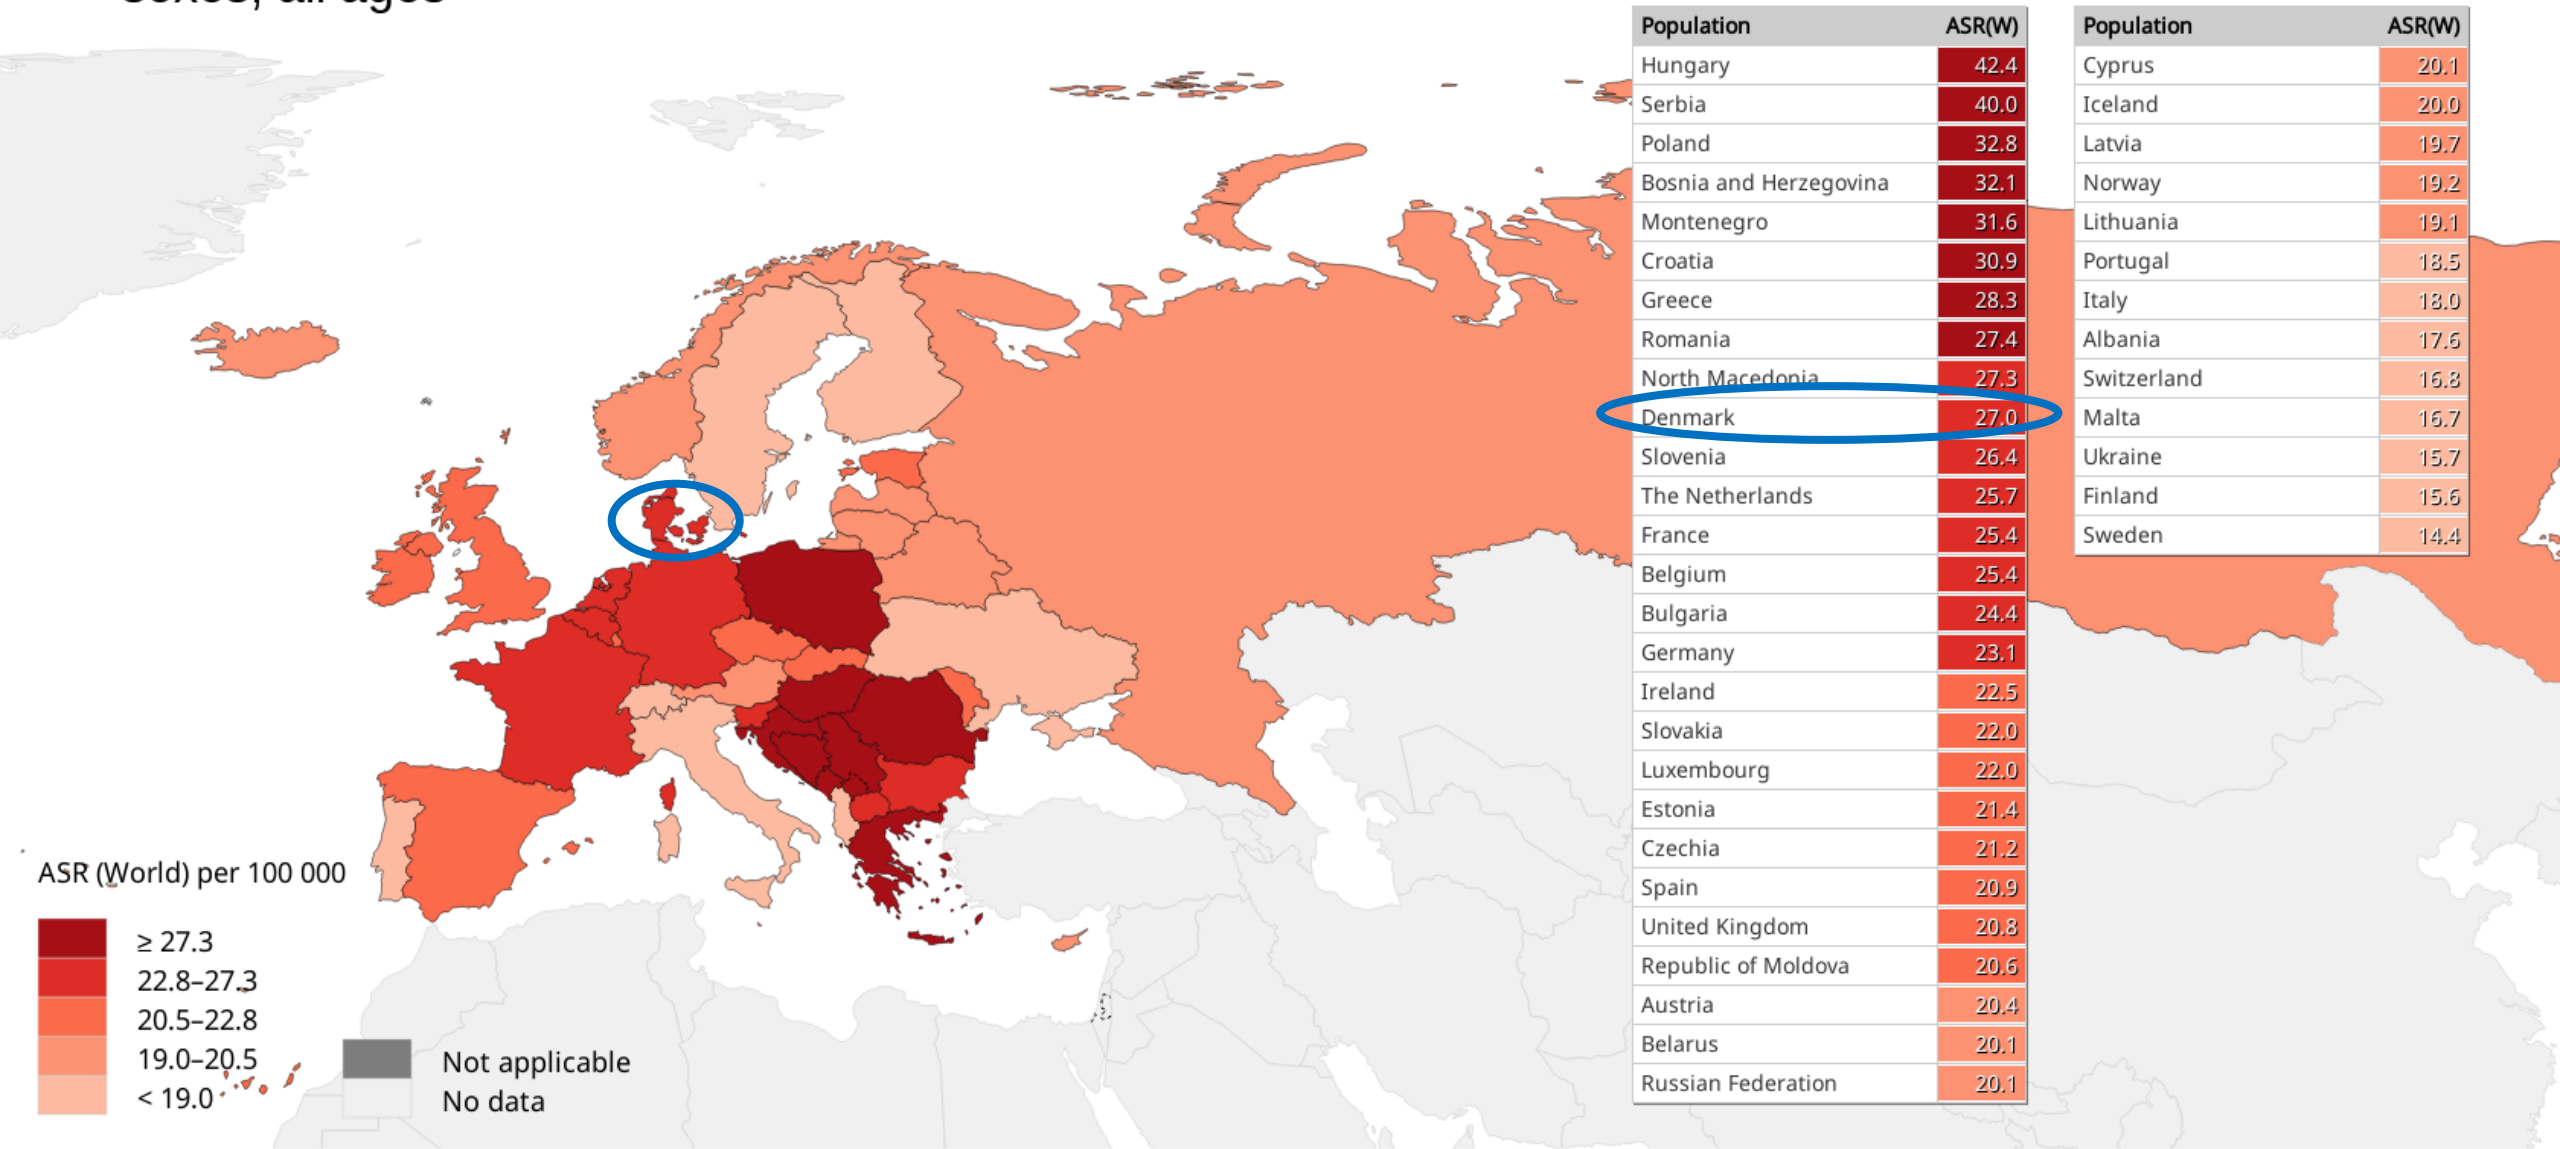 sexes, all ages
Population ASR(W)
Hungary 42.4
Serbia 40.0
Poland 32.8
Bosnia and Herzegovina 32.1
Montenegro 31.6
Croatia 30.9
Greece 28.3
Romania 27.4
North Macedonia 27.3
Denmark 27.0
Slovenia 26.4
The Netherlands 25.7
France 25.4
Belgium 25.4
Bulgaria 24.4
Germany 23.1
Ireland 22.5
Slovakia 22.0
Luxembourg 22.0
Estonia 21.4
Czechia 21.2
Spain 20.9
United Kingdom 20.8
Republic of Moldova 20.6
Austria 20.4
Belarus 20.1
Russian Federation 20.1
Population ASR(W)
Cyprus 20.1
Iceland 20.0
Latvia 19.7
Norway 19.2
Lithuania 19.1
Portugal 18.5
Italy 18.0
Albania 17.6
Switzerland 16.8
Malta 16.7
Ukraine 15.7
Finland 15.6
Sweden 14.4
ASR (World) per 100 000
≥ 27.3
22.8–27.3
20.5–22.8
19.0–20.5
< 19.0
Not applicable
No data